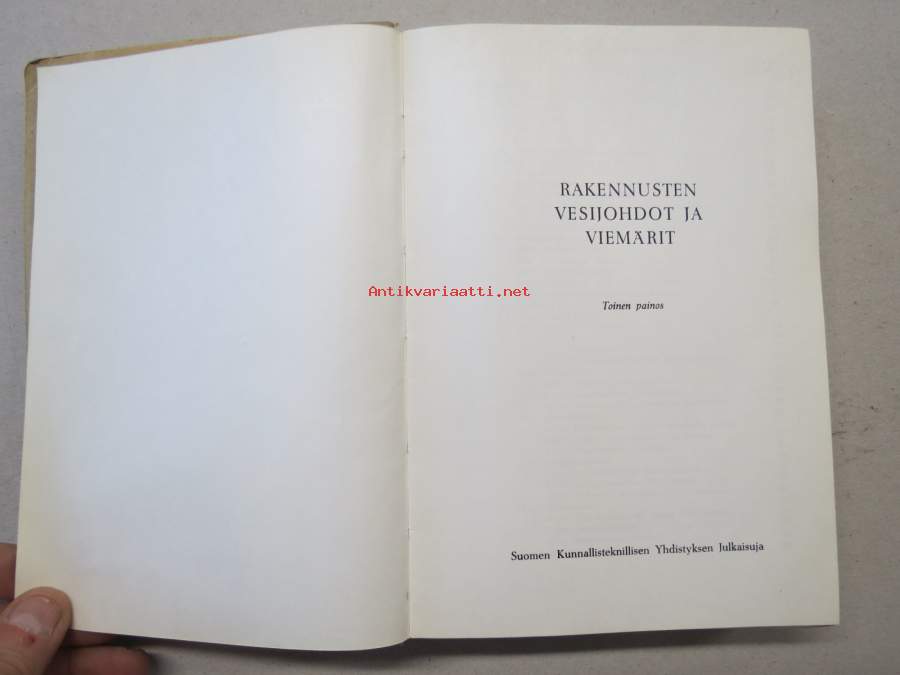 RAKENNUSTEN
VESIJOHDOT JA
VIEMÄRIT
Antikvariaatti.net
Toinen painos
Suomen Kunnallisteknillisen Yhdistyksen Julkaisuja